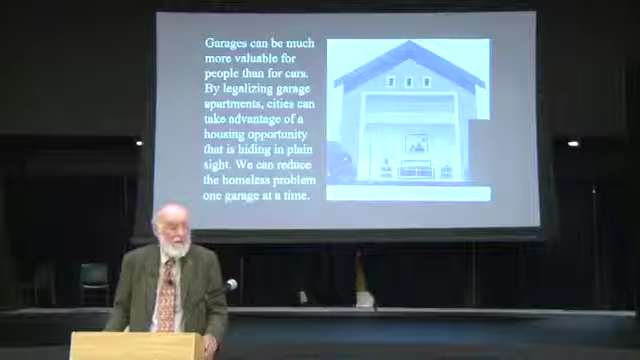 Garages can be much
more valuable for
people than for cars.
By legalizing garage
apartments, cities can
take advantage of a
housing opportunity
that is hiding in plain
sight. We can reduce
the homeless problem
one garage at a time.